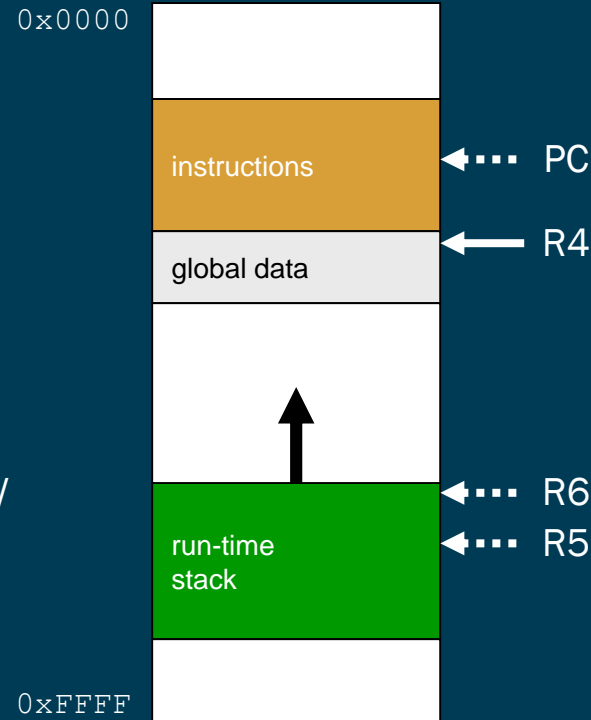 0x0000
instructions
PC
R4
global data
R6
run-time
stack
R5
0xFFFF